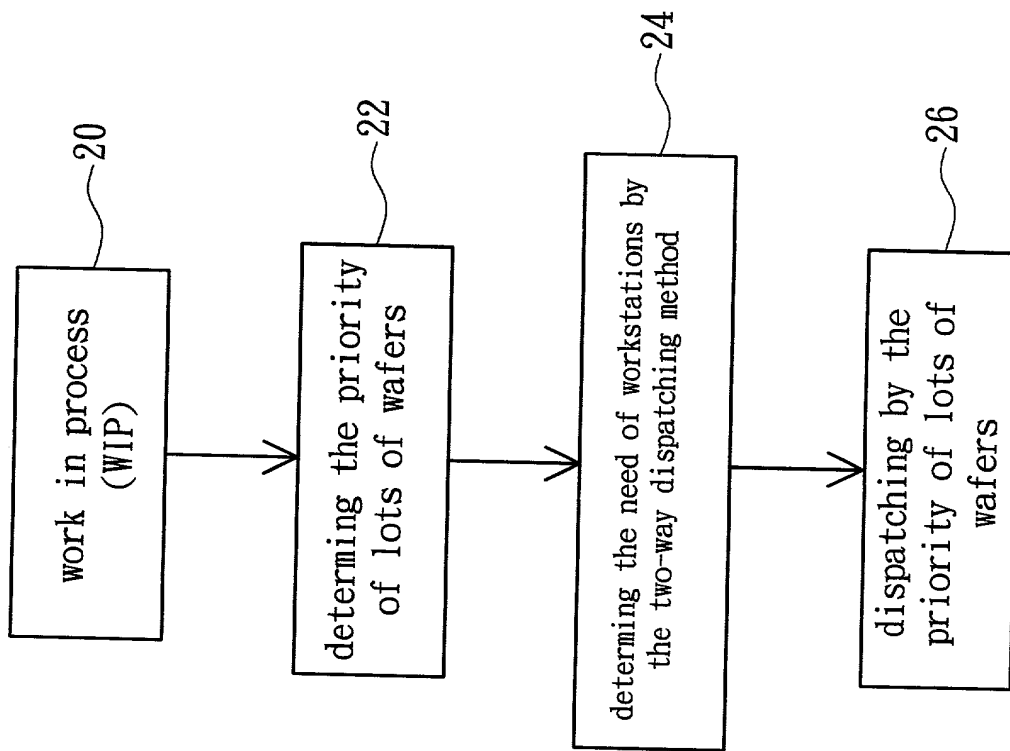 work in process
(WIP)
20
determing the priority
of lots of wafers
22
determing the need of workstations by
the two-way dispatching method
24
dispatching by the
priority of lots of
wafers
26